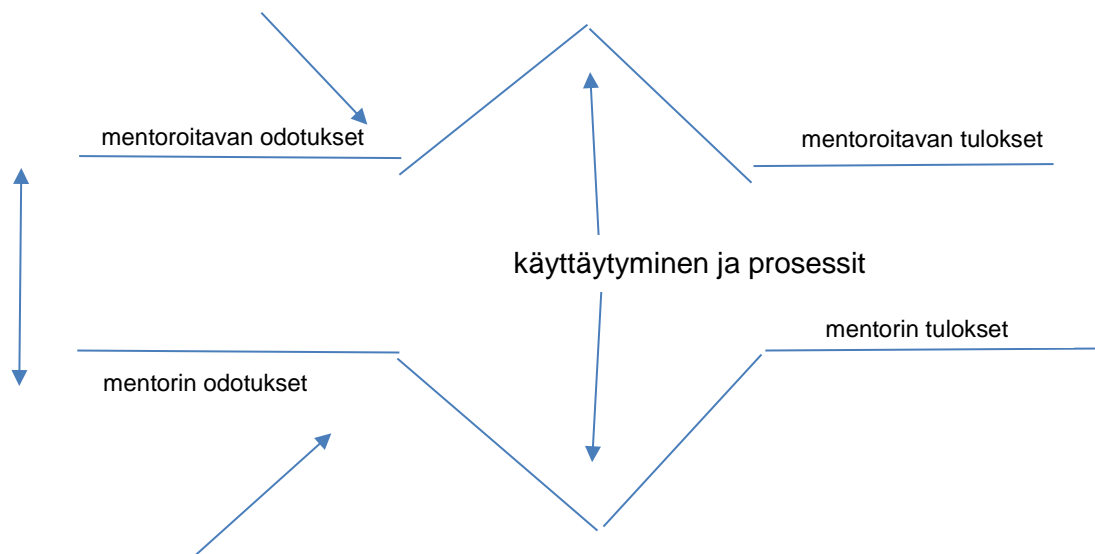 mentoroitavan odotukset
mentoroitavan tulokset
käyttäytyminen ja prosessit
mentorin tulokset
mentorin odotukset